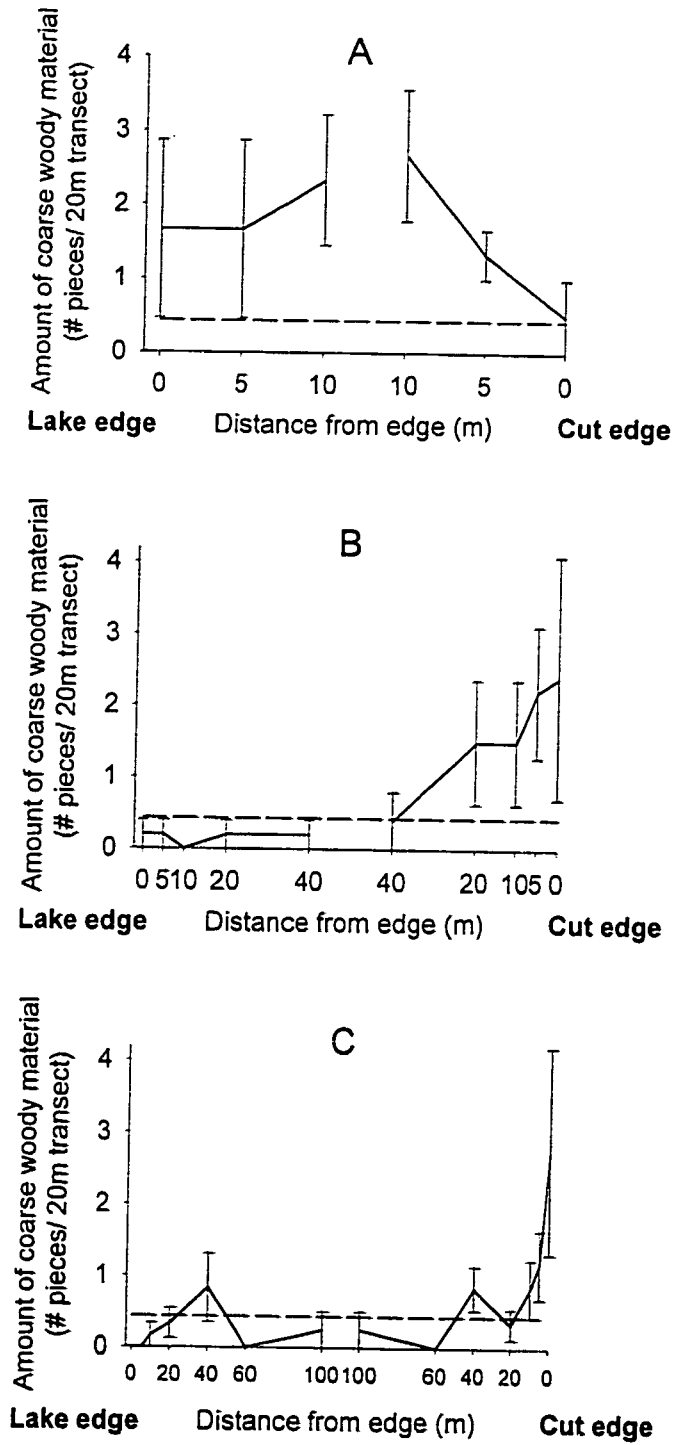 A
Amount of coarse woody material
(# pieces/ 20m transect)
4
3
2
1
0
0 5 10 10 5 0
Lake edge Distance from edge (m) Cut edge
B
Amount of coarse woody material
(# pieces/ 20m transect)
4
3
2
1
0
0 510 20 40 40 20 105 0
Lake edge Distance from edge (m) Cut edge
C
Amount of coarse woody material
(# pieces/ 20m transect)
4
3
2
1
0
0 20 40 60 100100 60 40 20 0
Lake edge Distance from edge (m) Cut edge